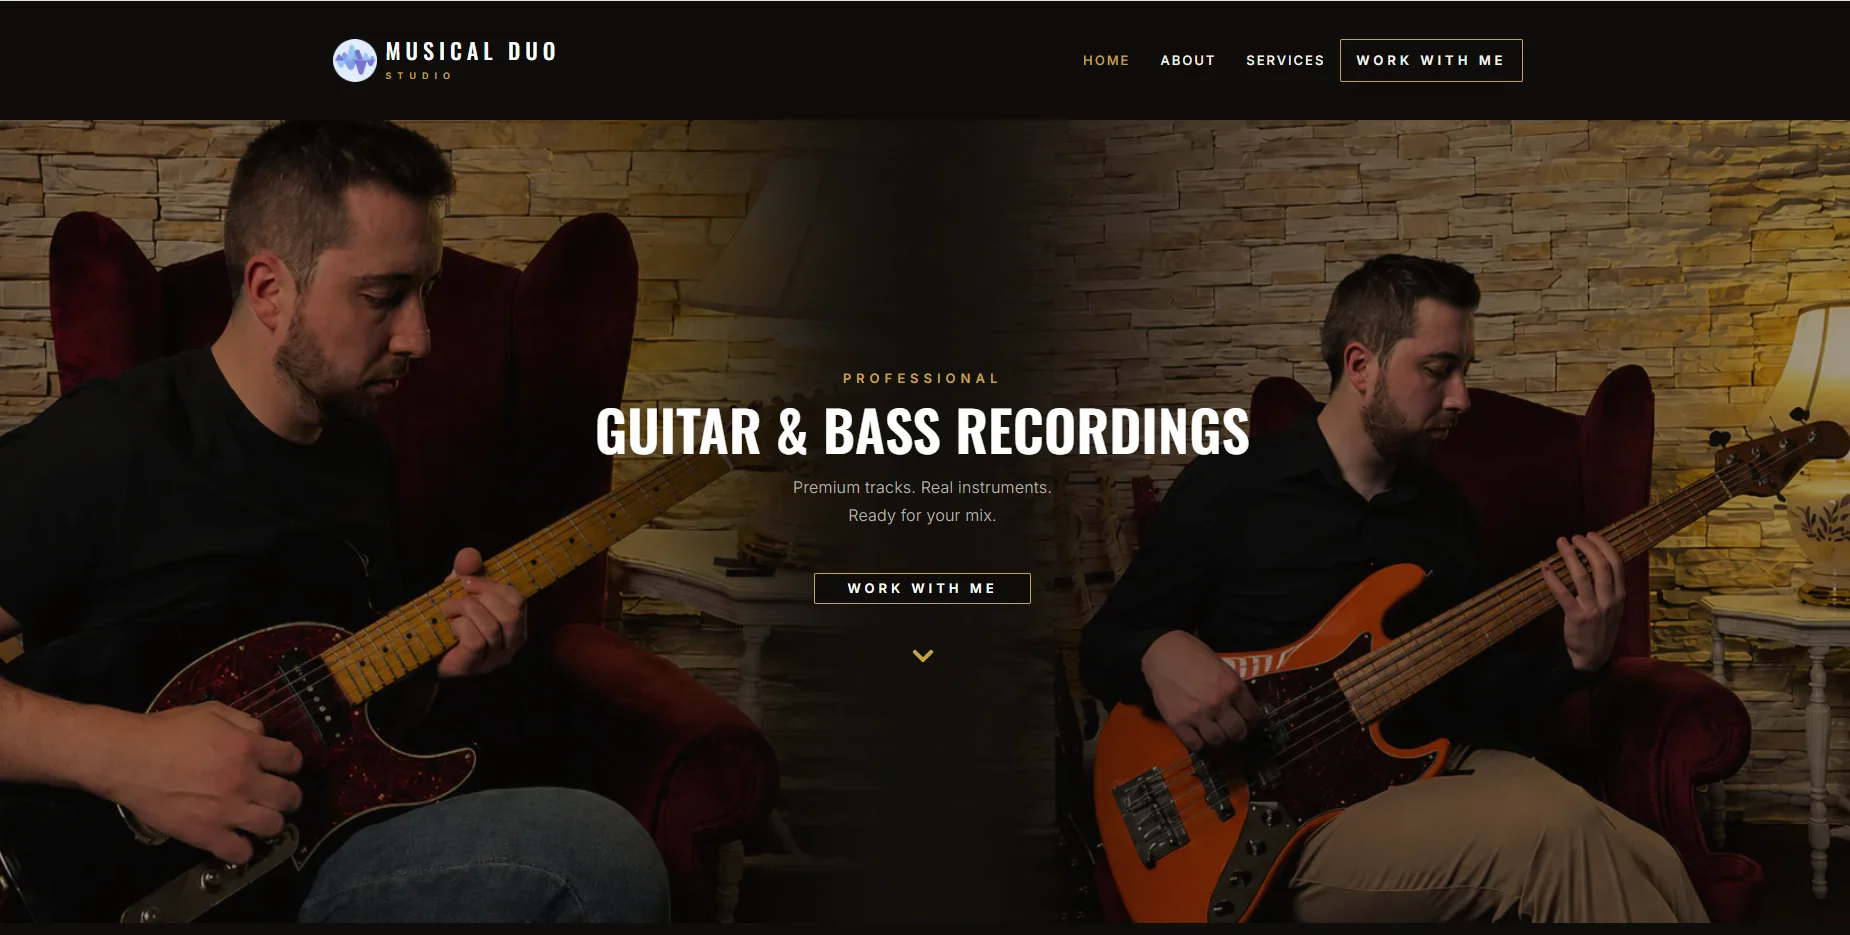 MUSICAL DUO
STUDIO
HOME ABOUT SERVICES WORK WITH ME
PROFESSIONAL
GUITAR & BASS RECORDINGS
Premium tracks. Real instruments.
Ready for your mix.
WORK WITH ME